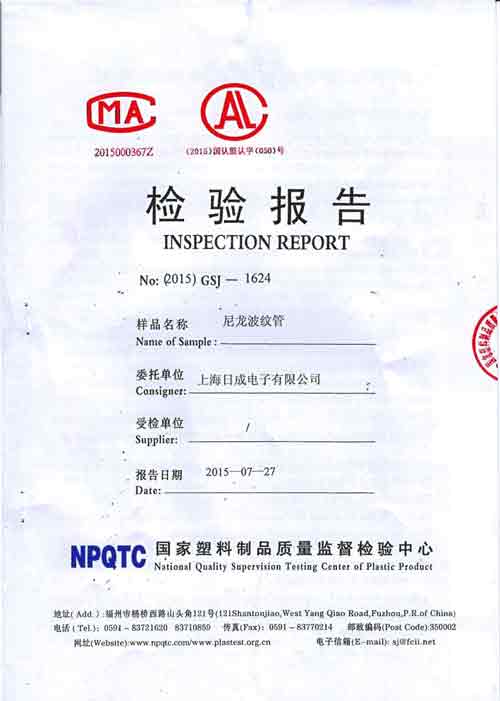 CMA
CAL
2015000367Z
(2015)国认监认字(050)号
检验报告
INSPECTION REPORT
No: (2015) GSJ — 1624
样品名称 尼龙波纹管
Name of Sample :
委托单位 上海日成电子有限公司
Consigner:
受检单位 /
Supplier:
报告日期 2015—07—27
Date:
NPQTC 国家塑料制品质量监督检验中心
National Quality Supervision Testing Center of Plastic Product
地址( Add. ) :福州市杨桥西路山头角121号(121Shantoujiao,West Yang Qiao Road,Fuzhou,P.R.of China)
电话 ( Tel.): 0591 – 83721620 83710859 传真(Fax): 0591 – 83770214 邮政编码(Post Code):350002
网址(Website):www.npqtc.com/www.plastest.org.cn 电子信箱(E-mail): sj@fcii.net